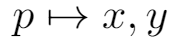 p ↦ x, y